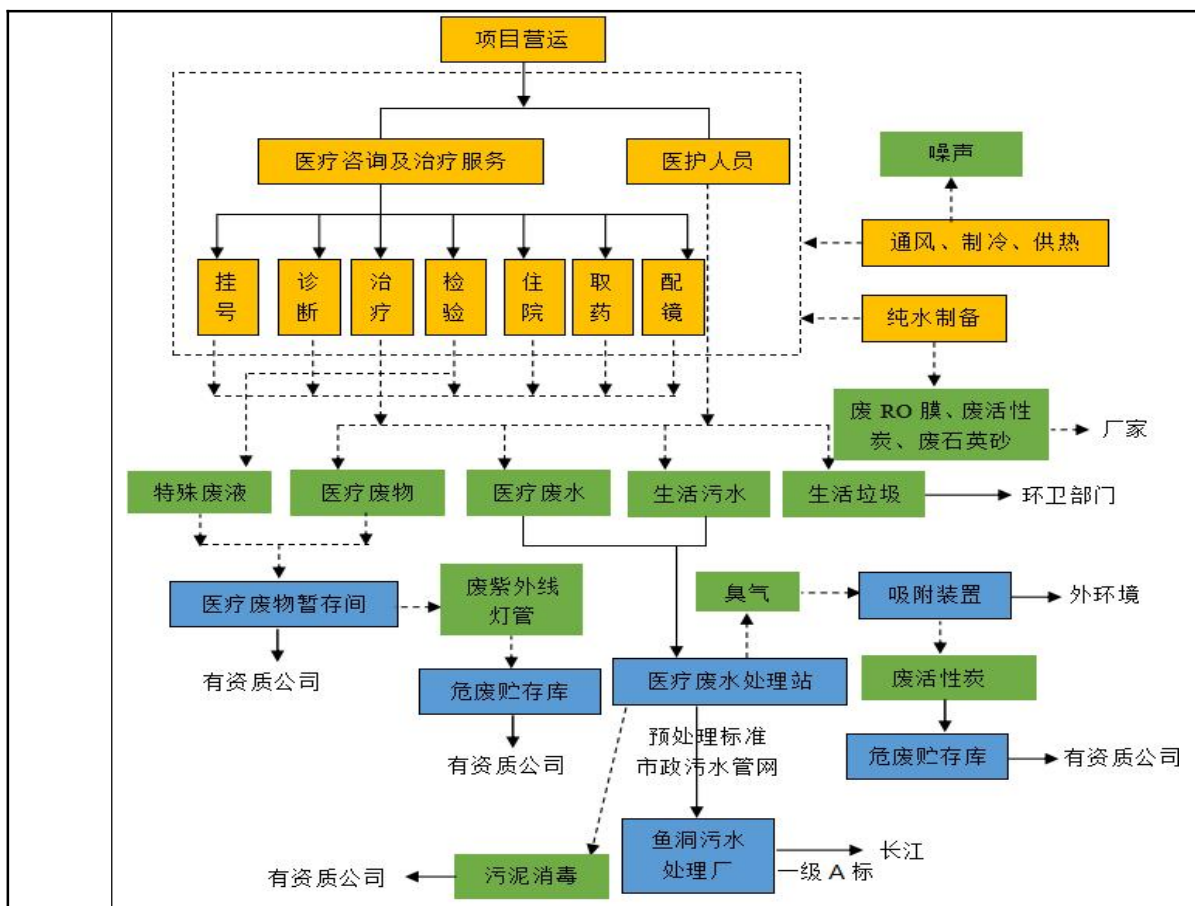 项目营运
医疗咨询及治疗服务
医护人员
噪声
通风、制冷、供热
挂号
诊断
治疗
检验
住院
取药
配镜
纯水制备
废 RO 膜、废活性
炭、废石英砂
厂家
特殊废液
医疗废物
医疗废水
生活污水
生活垃圾
环卫部门
医疗废物暂存间
废紫外线
灯管
臭气
吸附装置
外环境
有资质公司
危废贮存库
医疗废水处理站
废活性炭
有资质公司
预处理标准
市政污水管网
危废贮存库
有资质公司
鱼洞污水
处理厂
长江
一级 A 标
有资质公司
污泥消毒